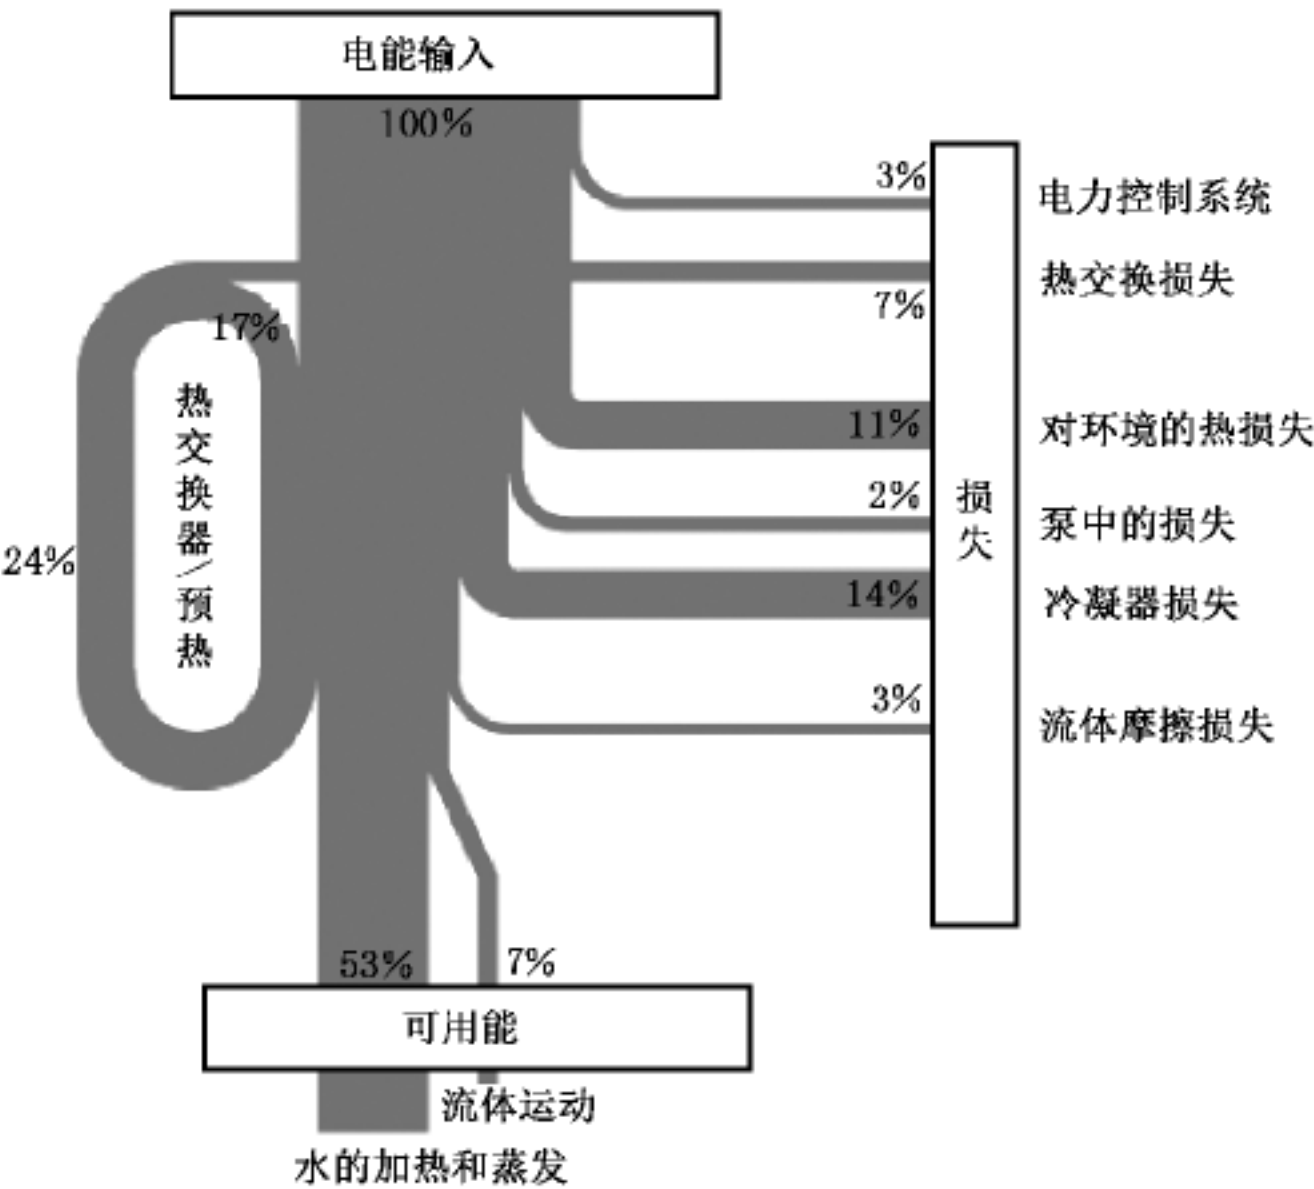 电能输入
100%
3%
电力控制系统
热交换损失
7%
17%
热交换器/预热
24%
11%
对环境的热损失
2%
泵中的损失
损失
14%
冷凝器损失
3%
流体摩擦损失
53%
7%
可用能
流体运动
水的加热和蒸发